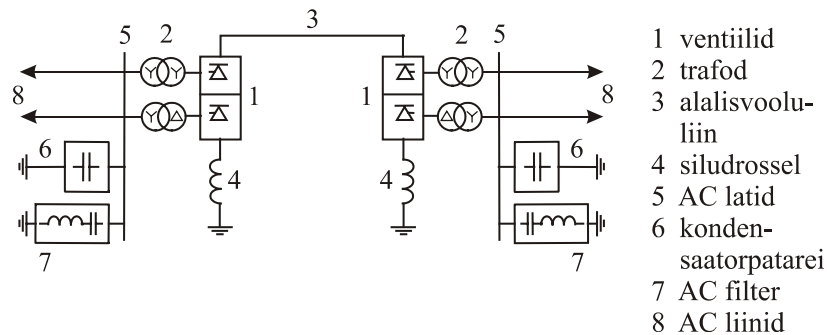 3
5 2 2 5
8 1 1 8
6 4 4 6
7 7
1 ventiilid
2 trafod
3 alalisvoolu-
liin
4 siludrossel
5 AC latid
6 konden-
saatorpatarei
7 AC filter
8 AC liinid